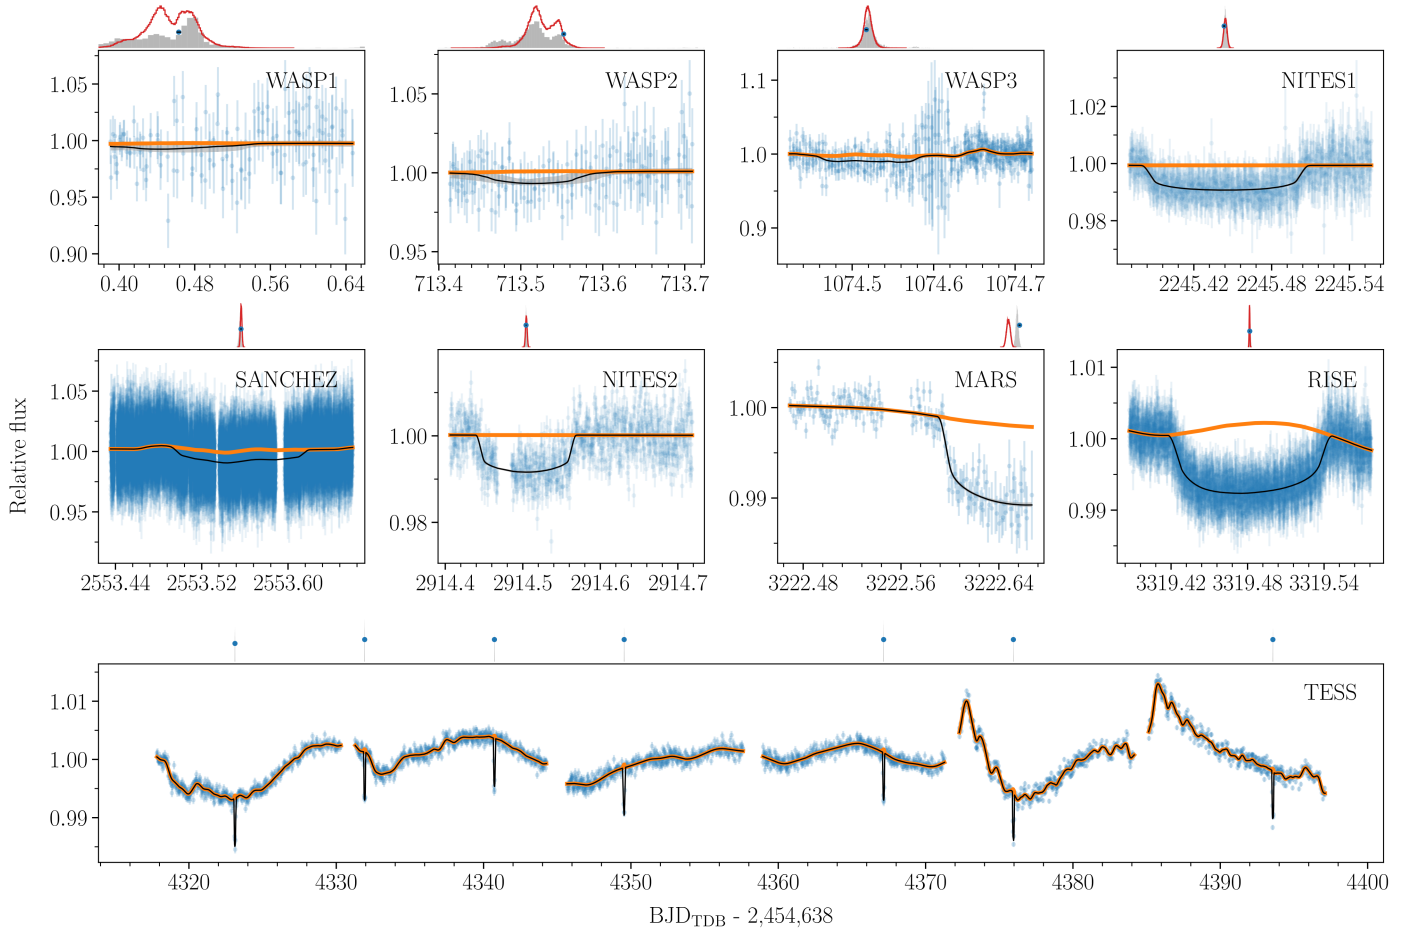 WASP1 WASP2 WASP3 NITES1
1.05 1.00 0.95 0.90
1.05 1.00 0.95
1.1 1.0 0.9
1.02 1.00 0.98
0.40 0.48 0.56 0.64
713.4 713.5 713.6 713.7
1074.5 1074.6 1074.7
2245.42 2245.48 2245.54
Relative flux
SANCHEZ NITES2 MARS RISE
1.05 1.00 0.95
1.00 0.98
1.00 0.99
1.01 1.00 0.99
2553.44 2553.52 2553.60
2914.4 2914.5 2914.6 2914.7
3222.48 3222.56 3222.64
3319.42 3319.48 3319.54
TESS
1.01
1.00
0.99
4320 4330 4340 4350 4360 4370 4380 4390 4400
BJD_TDB - 2,454,638